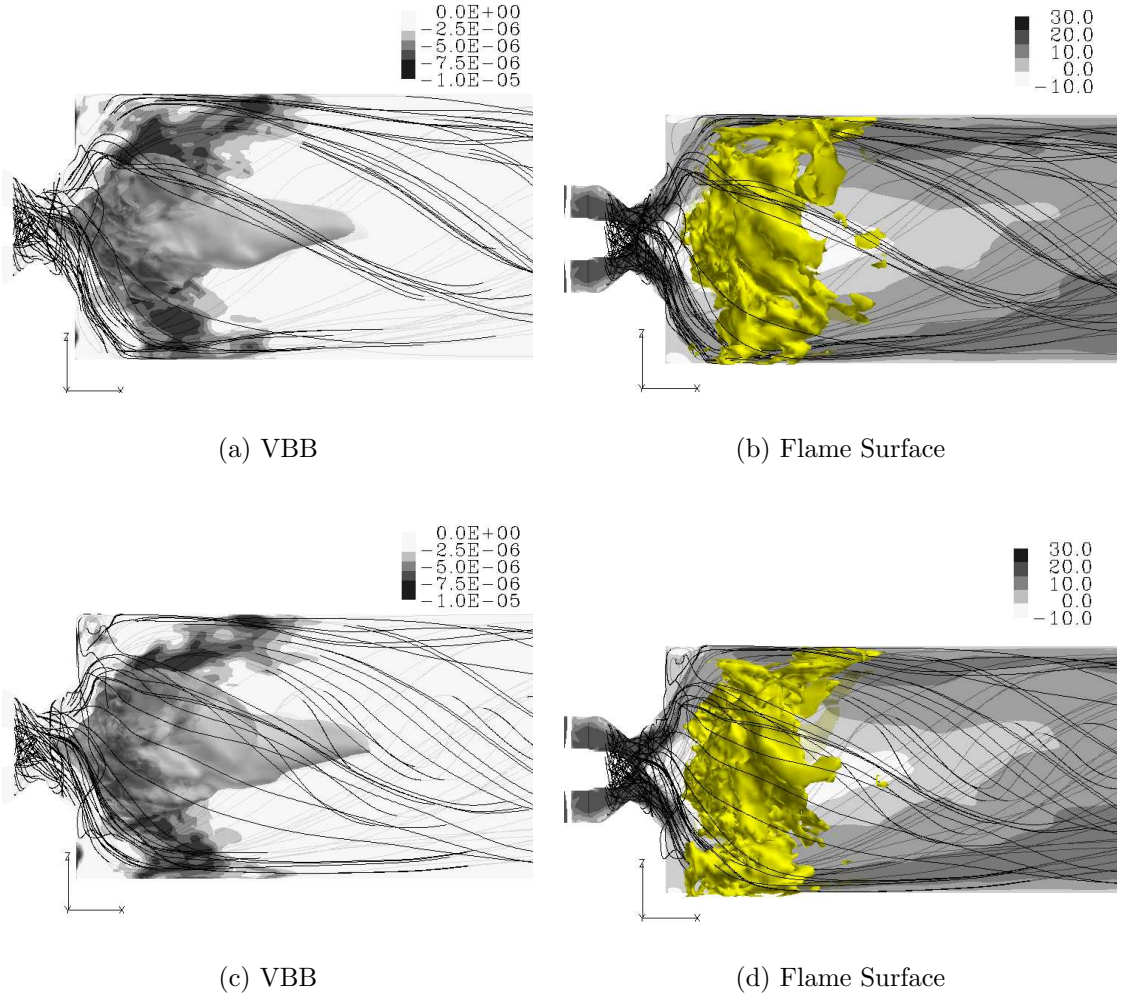 0.0E+00
-2.5E-06
-5.0E-06
-7.5E-06
-1.0E-05
30.0
20.0
10.0
0.0
-10.0
Z
Y X
Z
Y X
(a) VBB
(b) Flame Surface
0.0E+00
-2.5E-06
-5.0E-06
-7.5E-06
-1.0E-05
30.0
20.0
10.0
0.0
-10.0
Z
Y X
Z
Y X
(c) VBB
(d) Flame Surface